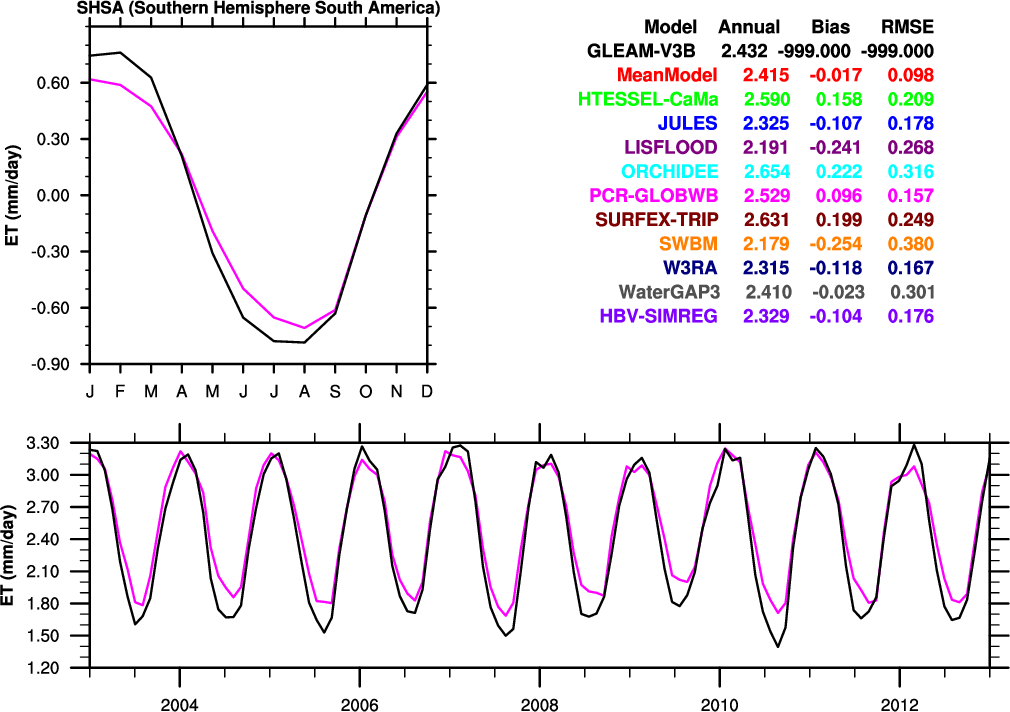 SHSA (Southern Hemisphere South America)
ET (mm/day)
0.60
0.30
0.00
-0.30
-0.60
-0.90
J F M A M J J A S O N D
Model Annual Bias RMSE
GLEAM-V3B 2.432 -999.000 -999.000
MeanModel 2.415 -0.017 0.098
HTESSEL-CaMa 2.590 0.158 0.209
JULES 2.325 -0.107 0.178
LISFLOOD 2.191 -0.241 0.268
ORCHIDEE 2.654 0.222 0.316
PCR-GLOBWB 2.529 0.096 0.157
SURFEX-TRIP 2.631 0.199 0.249
SWBM 2.179 -0.254 0.380
W3RA 2.315 -0.118 0.167
WaterGAP3 2.410 -0.023 0.301
HBV-SIMREG 2.329 -0.104 0.176
ET (mm/day)
3.30
3.00
2.70
2.40
2.10
1.80
1.50
1.20
2004 2006 2008 2010 2012